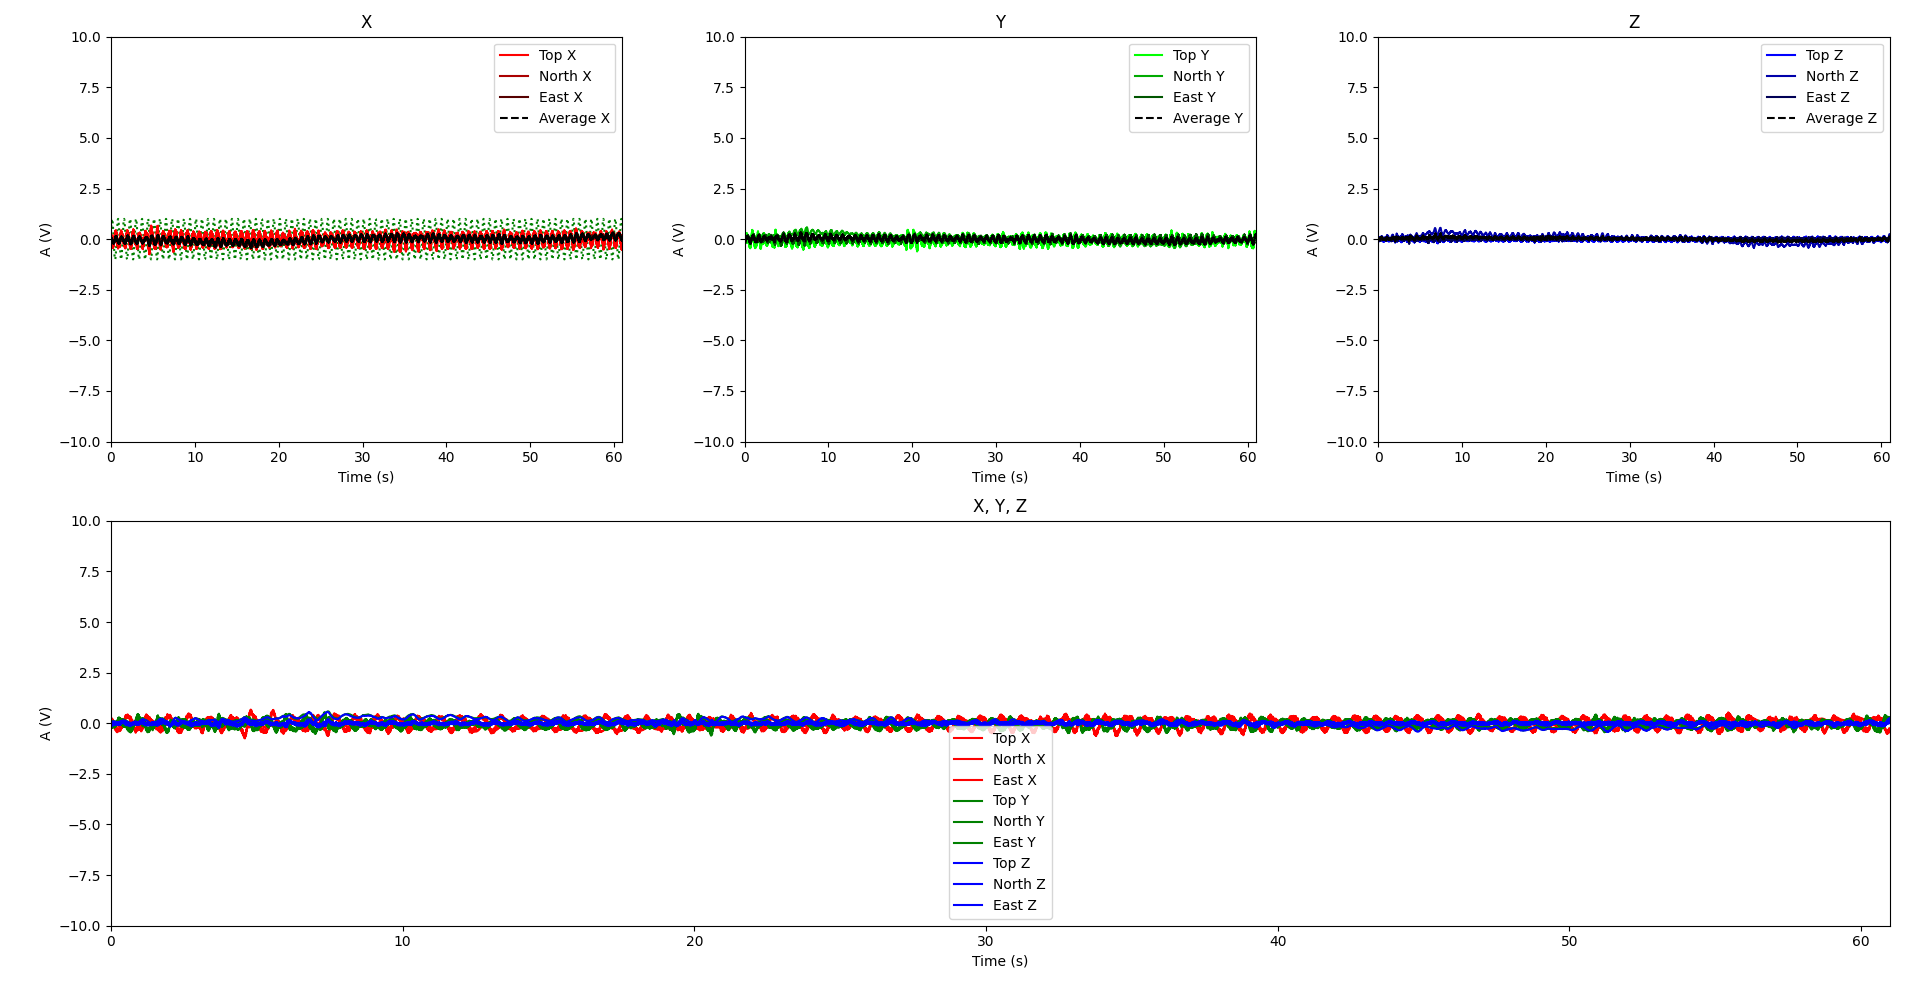 X
10.0
7.5
5.0
2.5
0.0
−2.5
−5.0
−7.5
−10.0
A (V)
0 10 20 30 40 50 60
Time (s)
Top X
North X
East X
Average X
Y
10.0
7.5
5.0
2.5
0.0
−2.5
−5.0
−7.5
−10.0
A (V)
0 10 20 30 40 50 60
Time (s)
Top Y
North Y
East Y
Average Y
Z
10.0
7.5
5.0
2.5
0.0
−2.5
−5.0
−7.5
−10.0
A (V)
0 10 20 30 40 50 60
Time (s)
Top Z
North Z
East Z
Average Z
X, Y, Z
10.0
7.5
5.0
2.5
0.0
−2.5
−5.0
−7.5
−10.0
A (V)
0 10 20 30 40 50 60
Time (s)
Top X
North X
East X
Top Y
North Y
East Y
Top Z
North Z
East Z